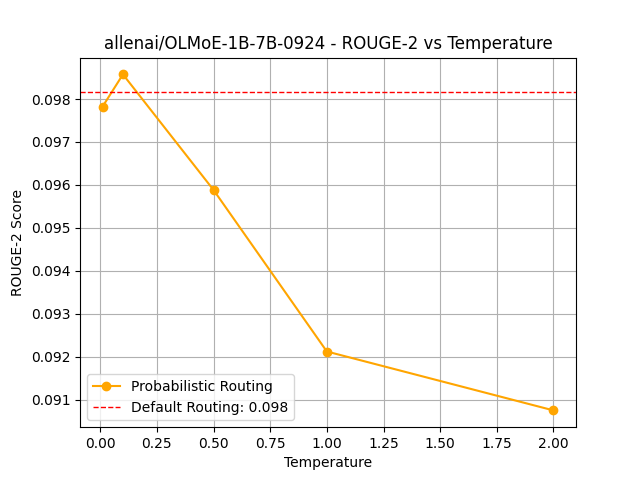 allenai/OLMoE-1B-7B-0924 - ROUGE-2 vs Temperature
ROUGE-2 Score
0.098
0.097
0.096
0.095
0.094
0.093
0.092
0.091
Probabilistic Routing
Default Routing: 0.098
0.00 0.25 0.50 0.75 1.00 1.25 1.50 1.75 2.00
Temperature